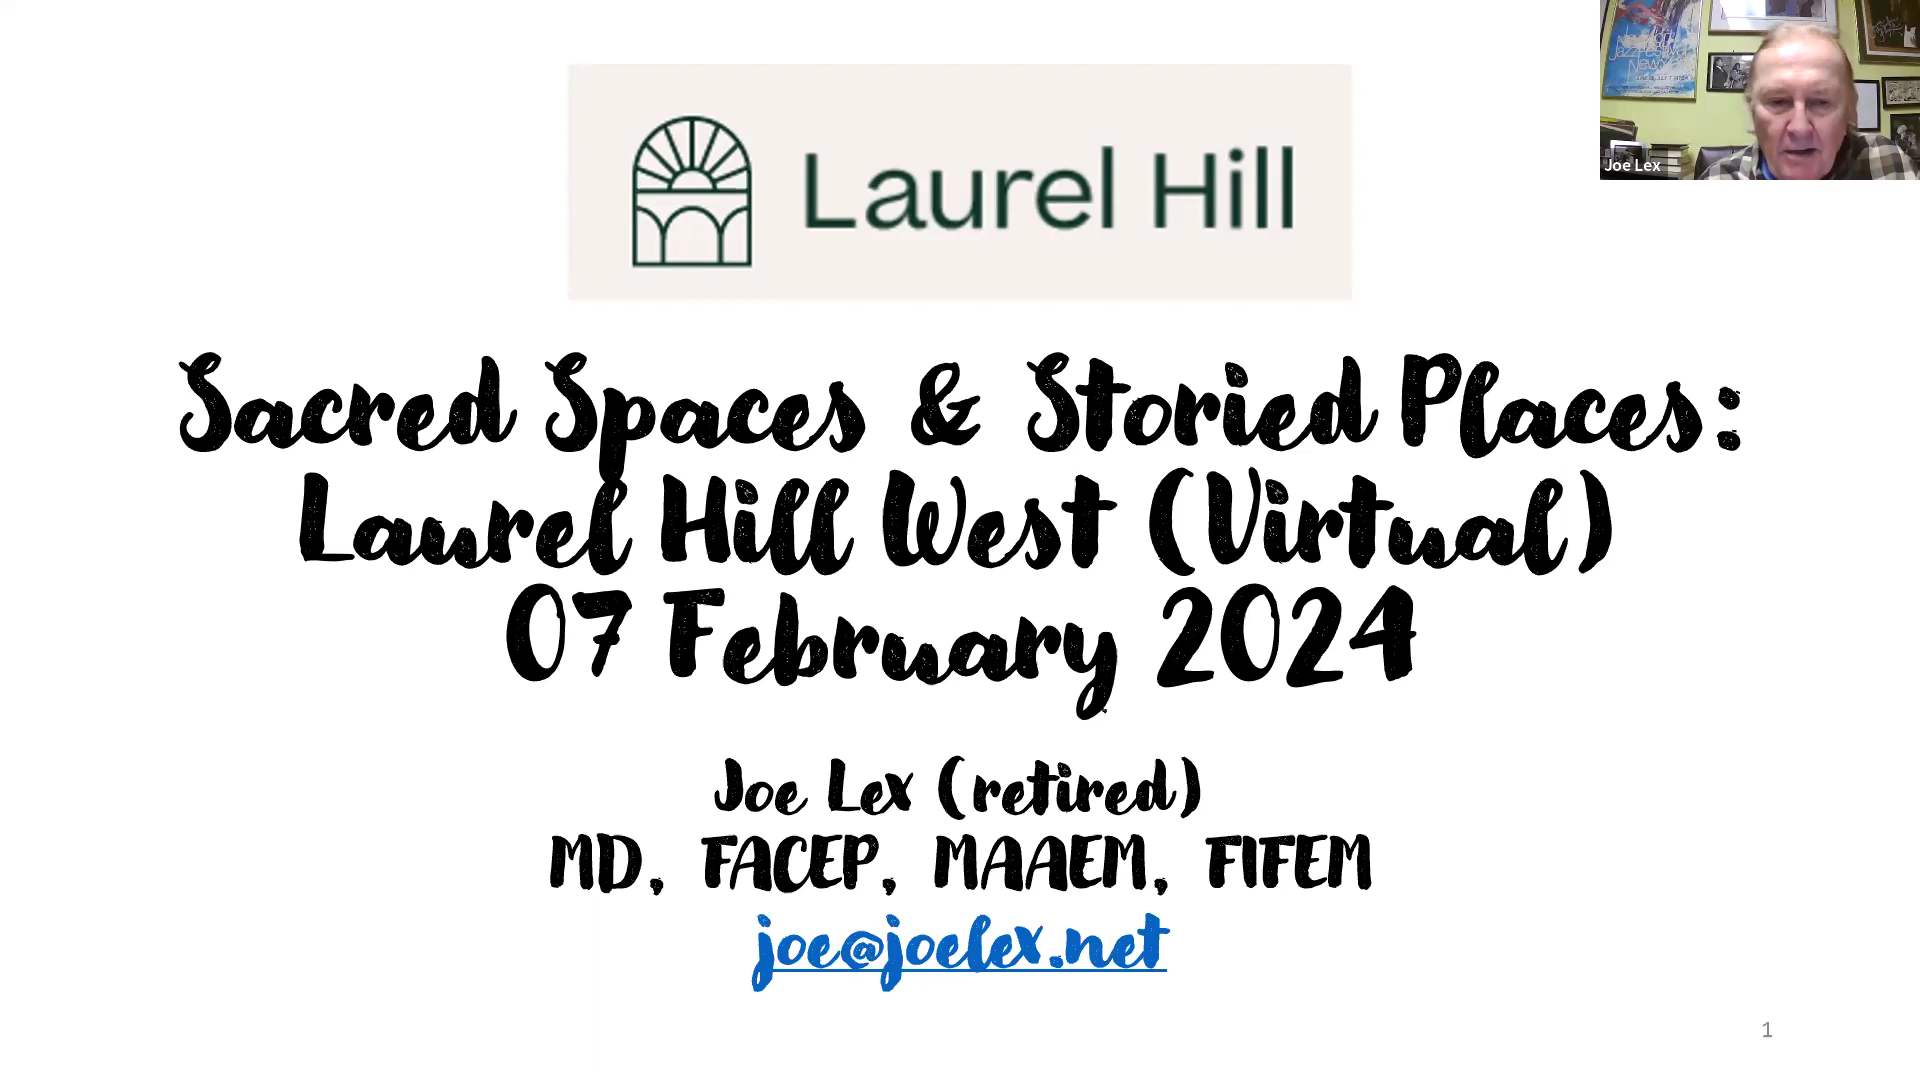 Laurel Hill
Sacred Spaces & Storied Places:
Laurel Hill West (Virtual)
07 February 2024
Joe Lex (retired)
MD, FACEP, MAAEM, FIFEM
joe@joelex.net
1
Joe Lex